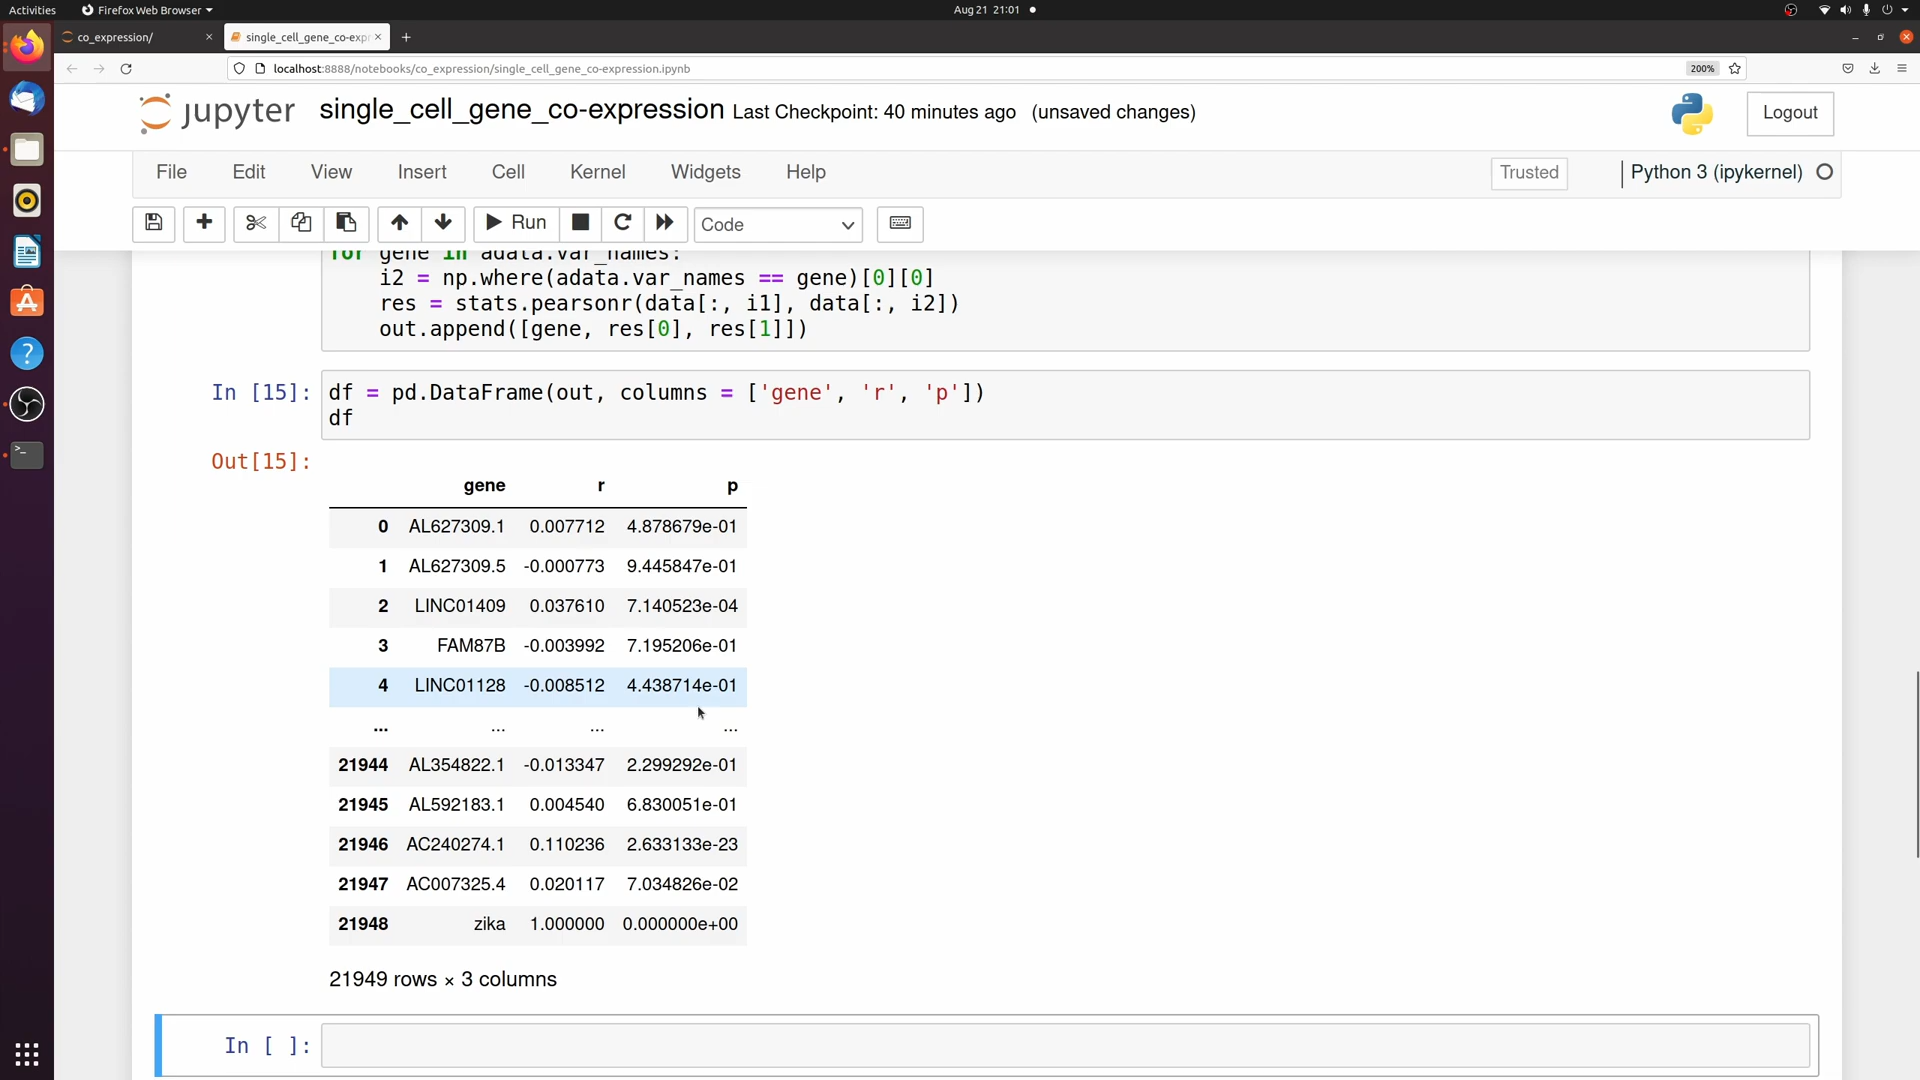 Activities
Firefox Web Browser
Aug 21 21:01
co_expression/
single_cell_gene_co-expr
localhost:8888/notebooks/co_expression/single_cell_gene_co-expression.ipynb
200%
jupyter
single_cell_gene_co-expression
Last Checkpoint: 40 minutes ago (unsaved changes)
Logout
File Edit View Insert Cell Kernel Widgets Help
Trusted
Python 3 (ipykernel)
Run
Code
for gene in adata.var_names:
i2 = np.where(adata.var_names == gene)[0][0]
res = stats.pearsonr(data[:, i1], data[:, i2])
out.append([gene, res[0], res[1]])
In [15]: df = pd.DataFrame(out, columns = ['gene', 'r', 'p'])
df
Out[15]:
gene r p
0 AL627309.1 0.007712 4.878679e-01
1 AL627309.5 -0.000773 9.445847e-01
2 LINC01409 0.037610 7.140523e-04
3 FAM87B -0.003992 7.195206e-01
4 LINC01128 -0.008512 4.438714e-01
... ... ... ...
21944 AL354822.1 -0.013347 2.299292e-01
21945 AL592183.1 0.004540 6.830051e-01
21946 AC240274.1 0.110236 2.633133e-23
21947 AC007325.4 0.020117 7.034826e-02
21948 zika 1.000000 0.000000e+00
21949 rows × 3 columns
In [ ]: